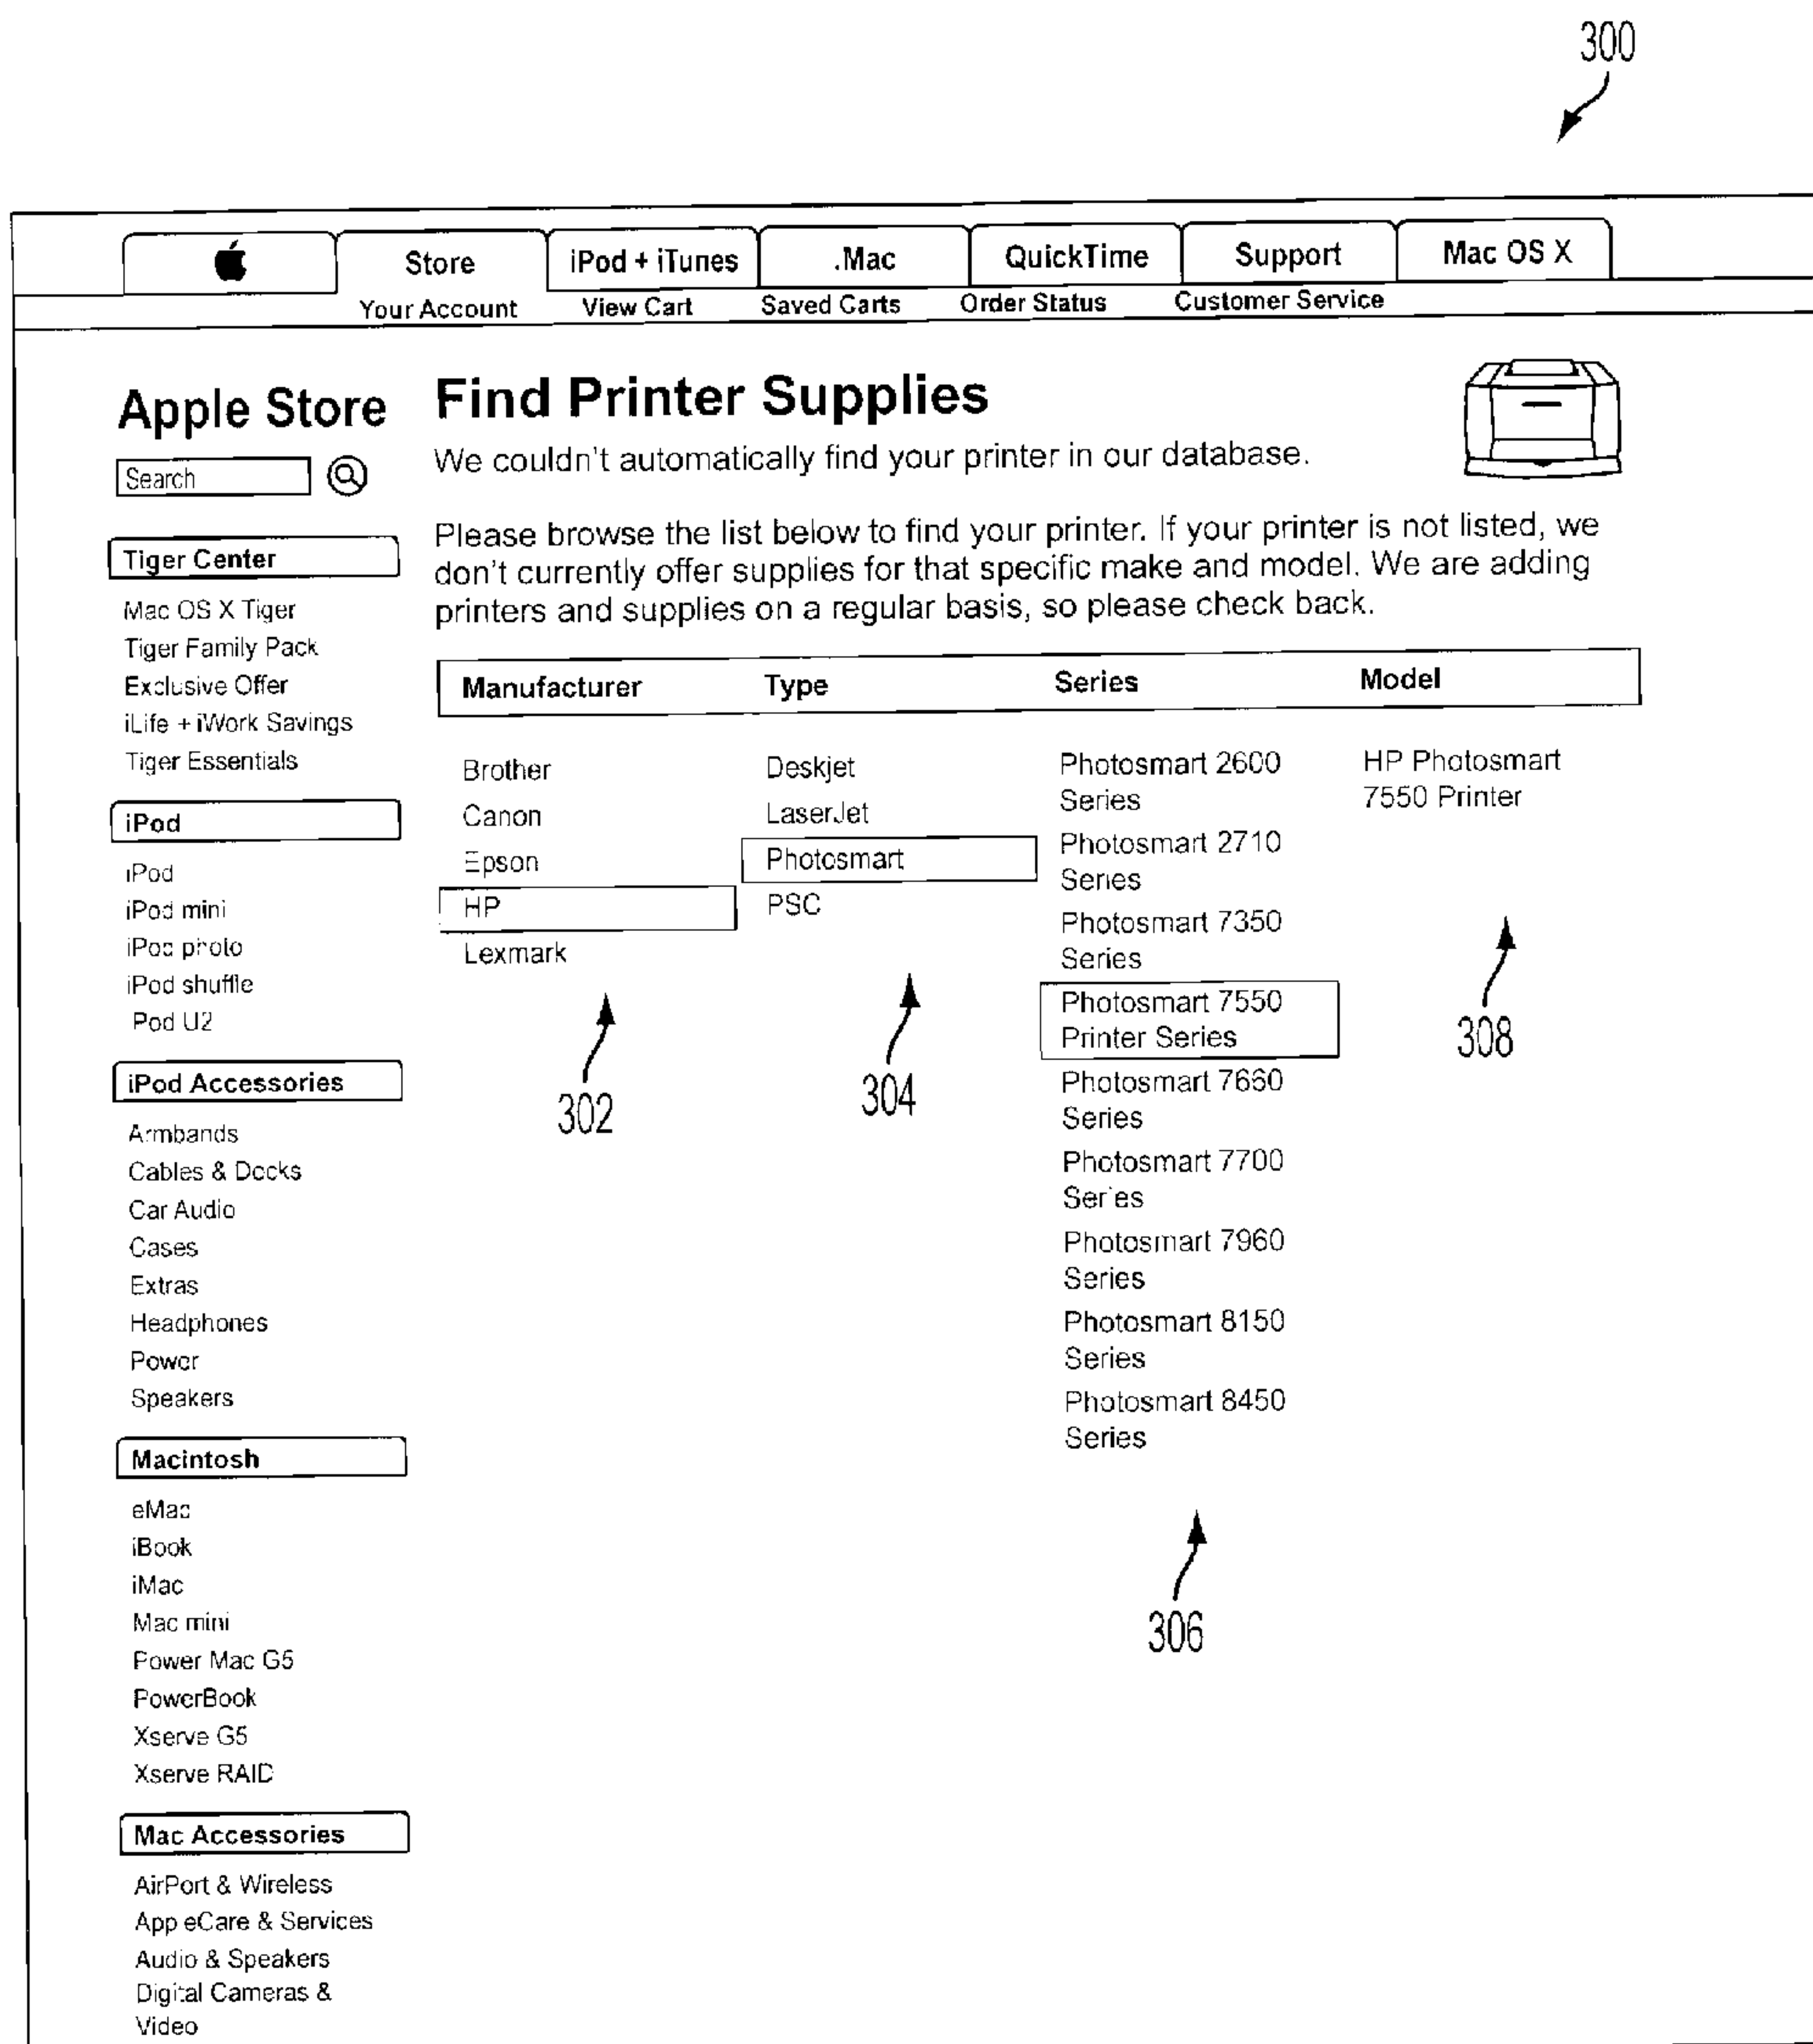 300
Store
iPod + iTunes
.Mac
QuickTime
Support
Mac OS X
Your Account
View Cart
Saved Carts
Order Status
Customer Service
Apple Store
Search
Tiger Center
Mac OS X Tiger
Tiger Family Pack
Exclusive Offer
iLife + iWork Savings
Tiger Essentials
iPod
iPod
iPod mini
iPod photo
iPod shuffle
Pod U2
iPod Accessories
Armbands
Cables & Docks
Car Audio
Cases
Extras
Headphones
Power
Speakers
Macintosh
eMac
iBook
iMac
Mac mini
Power Mac G5
PowerBook
Xserve G5
Xserve RAID
Mac Accessories
AirPort & Wireless
AppleCare & Services
Audio & Speakers
Digital Cameras &
Video
Find Printer Supplies
We couldn't automatically find your printer in our database.
Please browse the list below to find your printer. If your printer is not listed, we
don't currently offer supplies for that specific make and model. We are adding
printers and supplies on a regular basis, so please check back.
Manufacturer
Type
Series
Model
Brother
Canon
Epson
HP
Lexmark
302
Deskjet
LaserJet
Photosmart
PSC
304
Photosmart 2600
Series
Photosmart 2710
Series
Photosmart 7350
Series
Photosmart 7550
Printer Series
Photosmart 7660
Series
Photosmart 7700
Series
Photosmart 7960
Series
Photosmart 8150
Series
Photosmart 8450
Series
306
HP Photosmart
7550 Printer
308